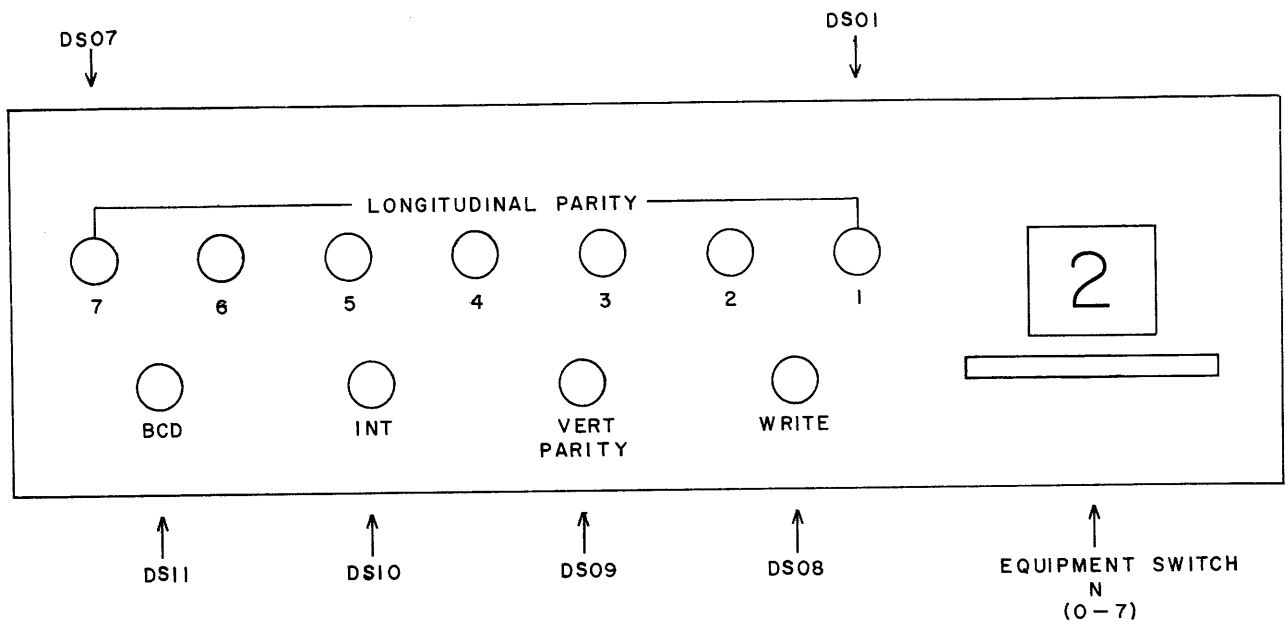 DS07
DS01
LONGITUDINAL PARITY
7 6 5 4 3 2 1
2
BCD INT VERT PARITY WRITE
DS11 DS10 DS09 DS08
EQUIPMENT SWITCH
N
(0-7)